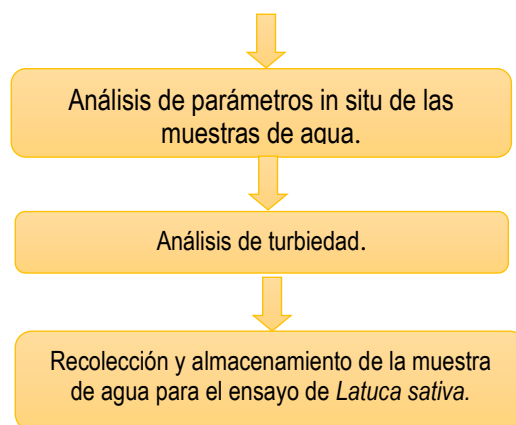 Análisis de parámetros in situ de las
muestras de agua.
Análisis de turbiedad.
Recolección y almacenamiento de la muestra
de agua para el ensayo de Latuca sativa.